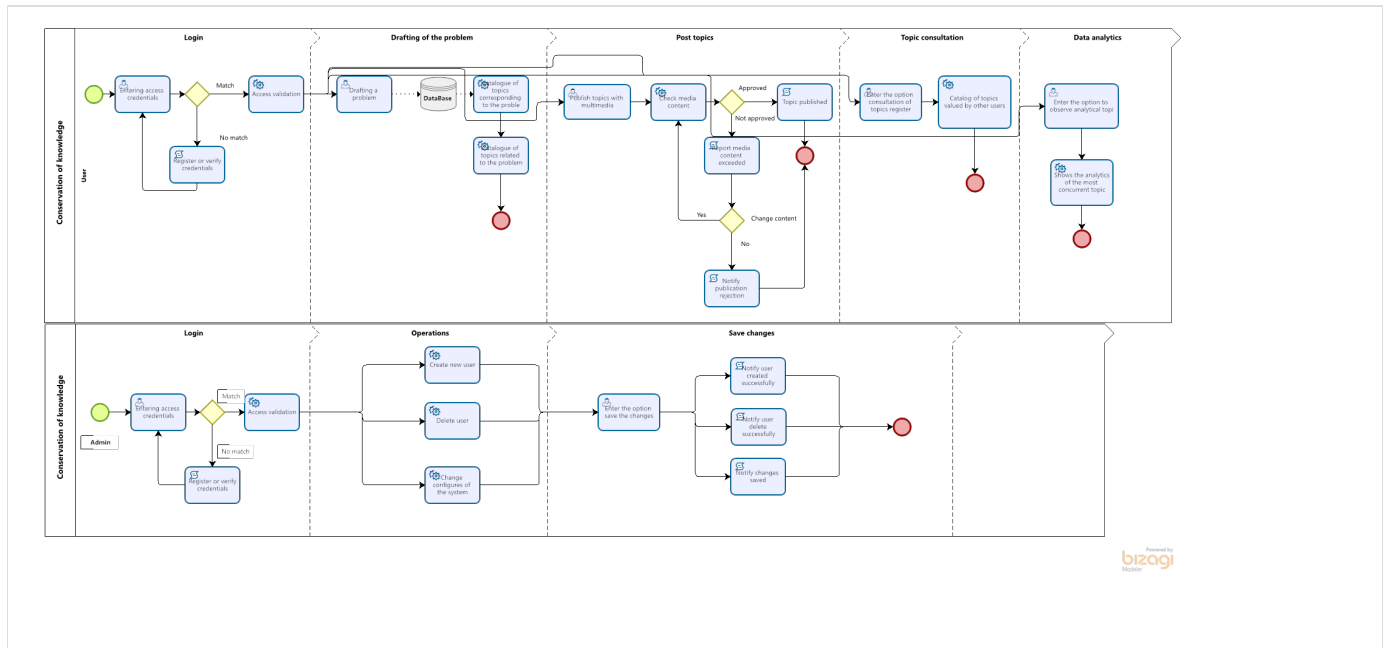 Login
Drafting of the problem
Post topics
Topic consultation
Data analytics
Conservation of knowledge
User
Entering access
credentials
Match
Access validation
No match
Register or verify
credentials
Drafting a
problem
DataBase
Catalogue of
topics
corresponding
to the proble
Catalogue of
topics related
to the problem
Publish topics with
multimedia
Check media
content
Approved
Topic published
Not approved
Report media
content
exceeded
Yes
Change content
No
Notify
publication
rejection
Enter the option
consultation of
topics register
Catalog of topics
valued by other users
Enter the option to
observe analytical topi
Shows the analytics
of the most
concurrent topic
Login
Operations
Save changes
Conservation of knowledge
Admin
Entering access
credentials
Match
Access validation
No match
Register or verify
credentials
Create new user
Delete user
Change
configures of
the system
Enter the option
save the changes
Notify user
created
successfully
Notify user
delete
successfully
Notify changes
saved
Powered by
bizagi
Modeler